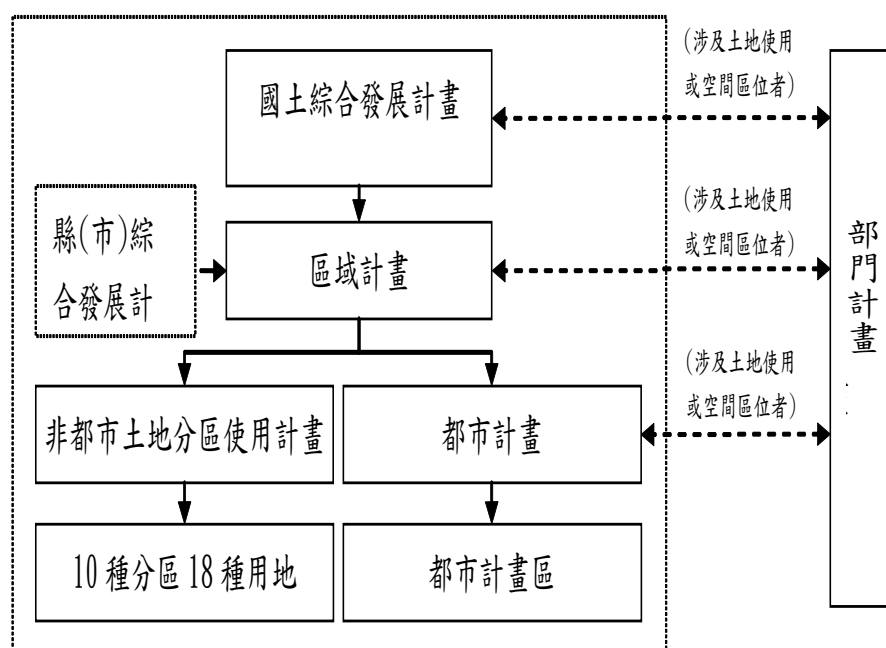 國土綜合發展計畫
(涉及土地使用
或空間區位者)
縣(市)綜
合發展計
區域計畫
(涉及土地使用
或空間區位者)
部門計畫
非都市土地分區使用計畫
都市計畫
(涉及土地使用
或空間區位者)
10種分區18種用地
都市計畫區